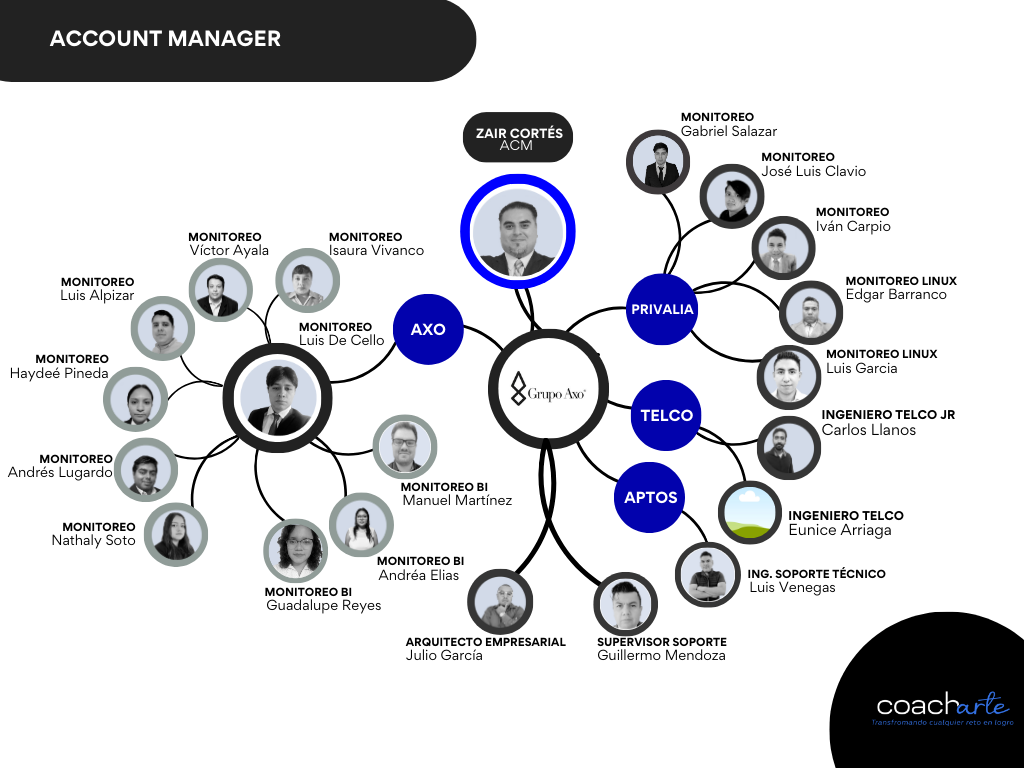 ACCOUNT MANAGER
ZAIR CORTÉS
ACM
MONITOREO
Gabriel Salazar
MONITOREO
José Luis Clavio
MONITOREO
Iván Carpio
MONITOREO LINUX
Edgar Barranco
MONITOREO LINUX
Luis Garcia
INGENIERO TELCO JR
Carlos Llanos
INGENIERO TELCO
Eunice Arriaga
ING. SOPORTE TÉCNICO
Luis Venegas
PRIVALIA
TELCO
APTOS
AXO
Grupo Axo®
MONITOREO
Víctor Ayala
MONITOREO
Isaura Vivanco
MONITOREO
Luis Alpizar
MONITOREO
Luis De Cello
MONITOREO
Haydeé Pineda
MONITOREO
Andrés Lugardo
MONITOREO
Nathaly Soto
MONITOREO BI
Manuel Martínez
MONITOREO BI
Andréa Elias
MONITOREO BI
Guadalupe Reyes
ARQUITECTO EMPRESARIAL
Julio García
SUPERVISOR SOPORTE
Guillermo Mendoza
coacharte
Transfromando cualquier reto en logro